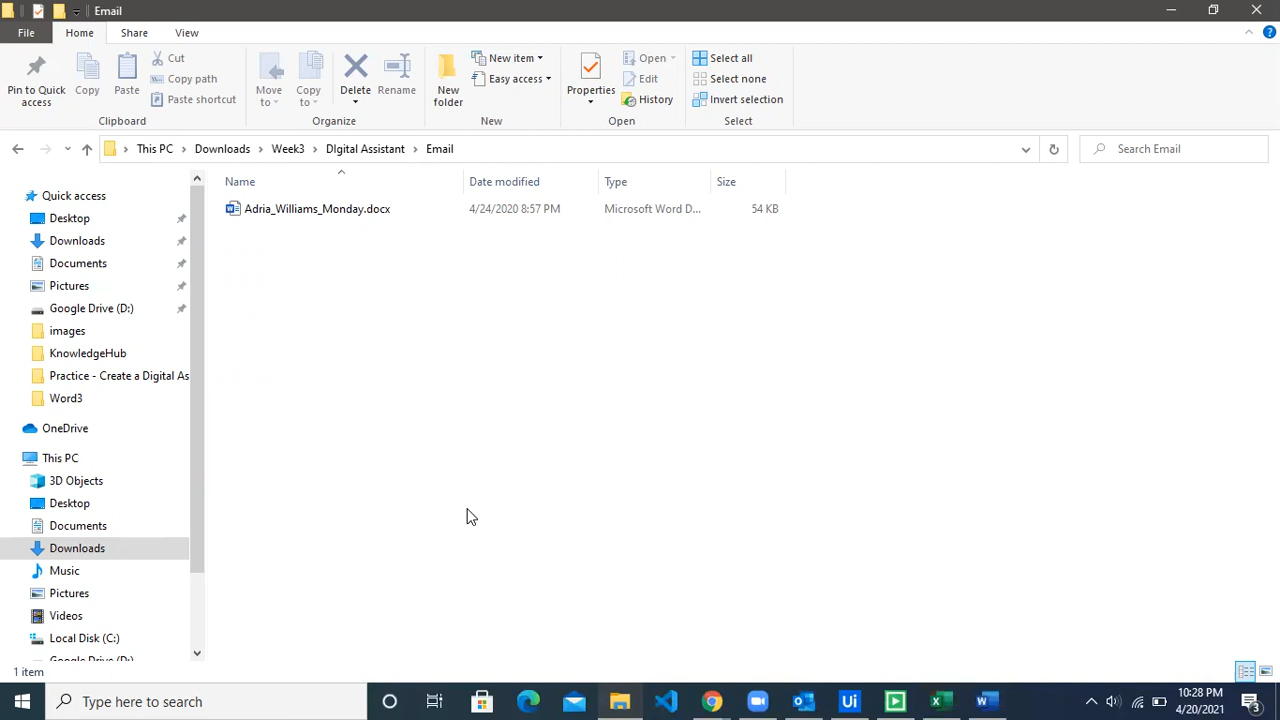 Email
File Home Share View
Pin to Quick access
Copy
Paste
Cut
Copy path
Paste shortcut
Clipboard
Move to
Copy to
Delete
Rename
Organize
New folder
New item
Easy access
New
Properties
Open
Edit
History
Open
Select all
Select none
Invert selection
Select
This PC > Downloads > Week3 > DIgital Assistant > Email
Search Email
Name Date modified Type Size
Adria_Williams_Monday.docx 4/24/2020 8:57 PM Microsoft Word D... 54 KB
Quick access
Desktop
Downloads
Documents
Pictures
Google Drive (D:)
images
KnowledgeHub
Practice - Create a Digital As
Word3
OneDrive
This PC
3D Objects
Desktop
Documents
Downloads
Music
Pictures
Videos
Local Disk (C:)
Google Drive (D:)
1 item
Type here to search
Ui
10:28 PM
4/20/2021
3